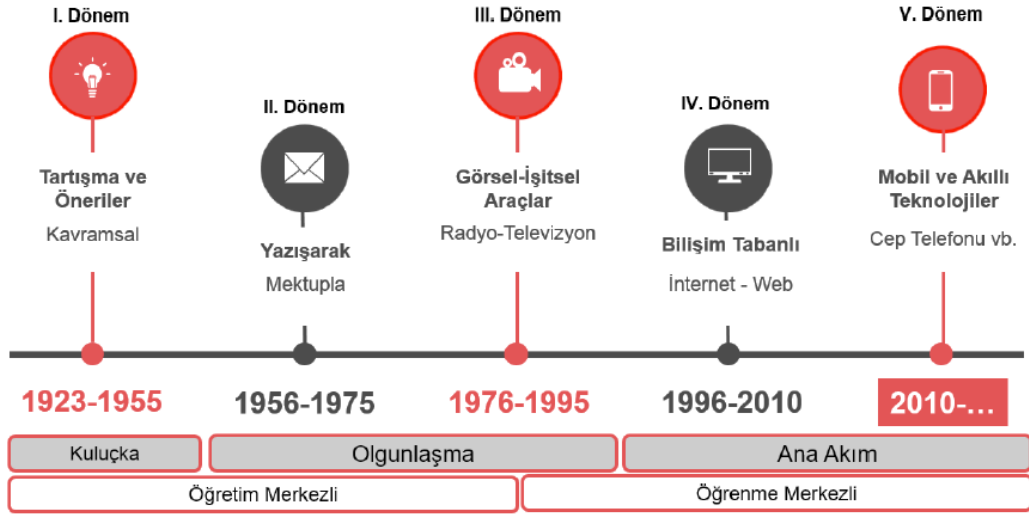 I. Dönem
III. Dönem
V. Dönem
II. Dönem
IV. Dönem
Tartışma ve
Öneriler
Kavramsal
Yazışarak
Mektupla
Görsel-İşitsel
Araçlar
Radyo-Televizyon
Bilişim Tabanlı
İnternet - Web
Mobil ve Akıllı
Teknolojiler
Cep Telefonu vb.
1923-1955
1956-1975
1976-1995
1996-2010
2010-...
Kuluçka
Olgunlaşma
Ana Akım
Öğretim Merkezli
Öğrenme Merkezli